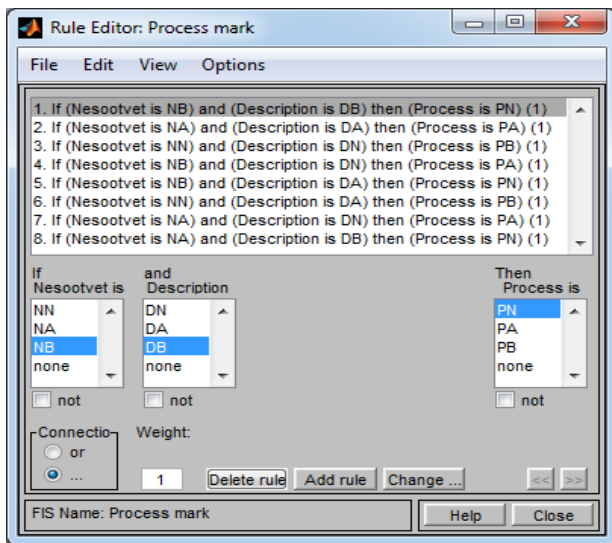 Rule Editor: Process mark
File Edit View Options
1. If (Nesootvet is NB) and (Description is DB) then (Process is PN) (1)
2. If (Nesootvet is NA) and (Description is DA) then (Process is PA) (1)
3. If (Nesootvet is NN) and (Description is DN) then (Process is PB) (1)
4. If (Nesootvet is NB) and (Description is DN) then (Process is PA) (1)
5. If (Nesootvet is NB) and (Description is DA) then (Process is PN) (1)
6. If (Nesootvet is NN) and (Description is DA) then (Process is PB) (1)
7. If (Nesootvet is NA) and (Description is DN) then (Process is PA) (1)
8. If (Nesootvet is NA) and (Description is DB) then (Process is PN) (1)
If
Nesootvet is
NN
NA
NB
none
not
and
Description
DN
DA
DB
none
not
Then
Process is
PN
PA
PB
none
not
Connectio
or
...
Weight:
1
Delete rule Add rule Change ... << >>
FIS Name: Process mark
Help Close